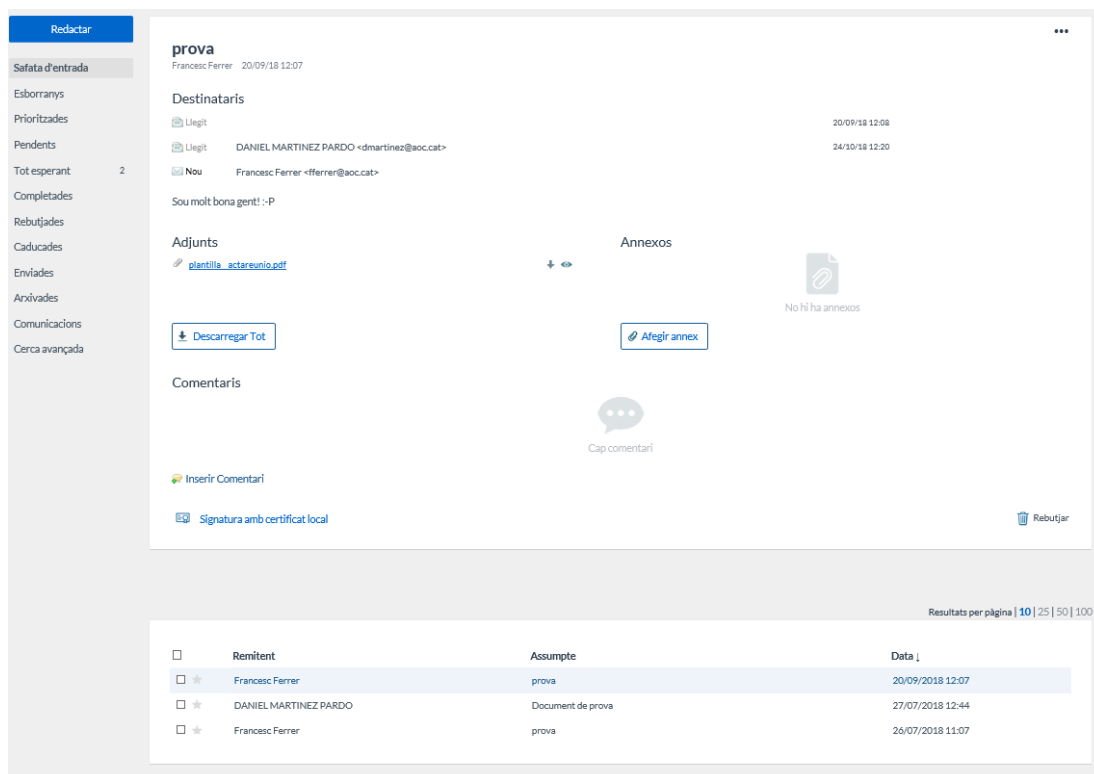 Redactar
Safata d'entrada
Esborranys
Prioritzades
Pendents
Tot esperant 2
Completades
Rebutjades
Caducades
Enviades
Arxivades
Comunicacions
Cerca avançada
•••
prova
Francesc Ferrer 20/09/18 12:07
Destinataris
Llegit 20/09/18 12:08
Llegit DANIEL MARTINEZ PARDO <dmartinez@aoc.cat> 24/10/18 12:20
Nou Francesc Ferrer <fferrer@aoc.cat>
Sou molt bona gent! :-P
Adjunts Annexos
plantilla_actareunio.pdf
No hi ha annexos
Descarregar Tot Afegir annex
Comentaris
Cap comentari
Inserir Comentari
Signatura amb certificat local Rebutjar
Resultats per pàgina | 10 | 25 | 50 | 100
Remitent Assumpte Data ↓
Francesc Ferrer prova 20/09/2018 12:07
DANIEL MARTINEZ PARDO Document de prova 27/07/2018 12:44
Francesc Ferrer prova 26/07/2018 11:07